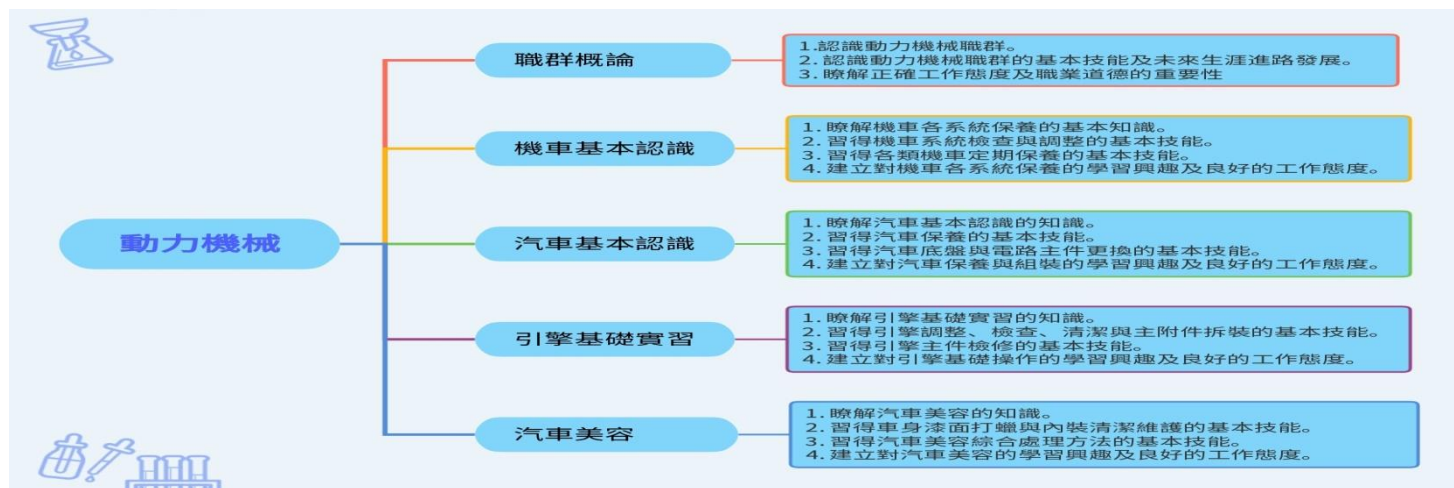 動力機械
職群概論
1.認識動力機械職群。
2.認識動力機械職群的基本技能及未來生涯進路發展。
3.瞭解正確工作態度及職業道德的重要性
機車基本認識
1.瞭解機車各系統保養的基本知識。
2.習得機車系統檢查與調整的基本技能。
3.習得各類機車定期保養的基本技能。
4.建立對機車各系統保養的學習興趣及良好的工作態度。
汽車基本認識
1.瞭解汽車基本認識的知識。
2.習得汽車保養的基本技能。
3.習得汽車底盤與電路主件更換的基本技能。
4.建立對汽車保養與組裝的學習興趣及良好的工作態度。
引擎基礎實習
1.瞭解引擎基礎實習的知識。
2.習得引擎調整、檢查、清潔與主附件拆裝的基本技能。
3.習得引擎主件檢修的基本技能。
4.建立對引擎基礎操作的學習興趣及良好的工作態度。
汽車美容
1.瞭解汽車美容的知識。
2.習得車身漆面打蠟與內裝清潔維護的基本技能。
3.習得汽車美容綜合處理方法的基本技能。
4.建立對汽車美容的學習興趣及良好的工作態度。